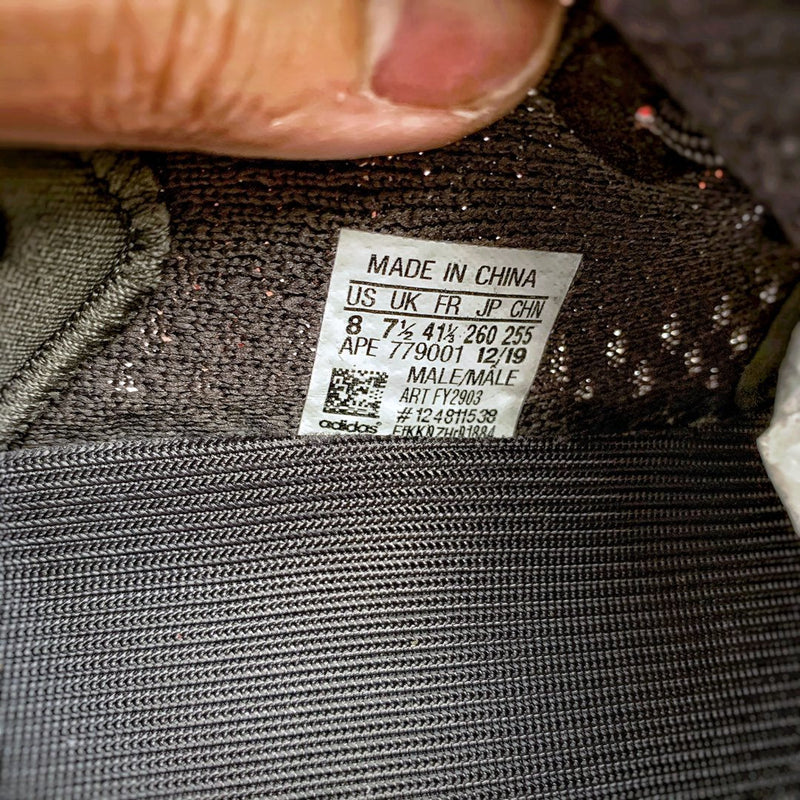 MADE IN CHINA
US UK FR JP CHN
8 7½ 41⅓ 260 255
APE 779001 12/19
MALE/MÂLE
ART FY2903
# 124811538
adidas